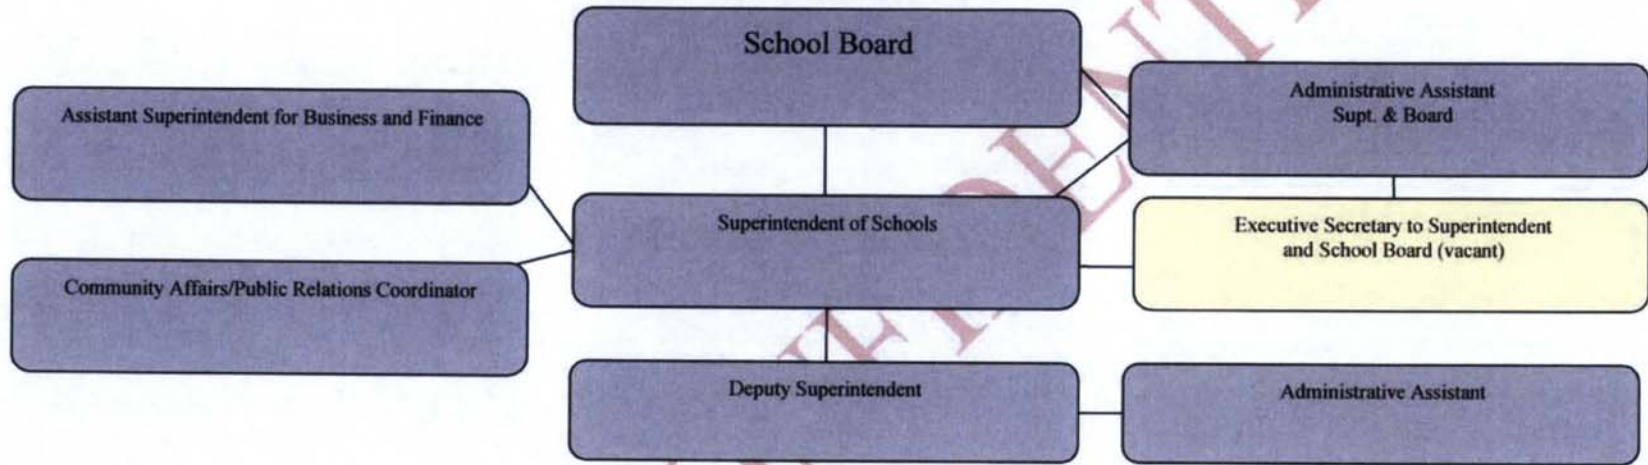 School Board
Administrative Assistant
Supt. & Board
Assistant Superintendent for Business and Finance
Superintendent of Schools
Executive Secretary to Superintendent
and School Board (vacant)
Community Affairs/Public Relations Coordinator
Deputy Superintendent
Administrative Assistant